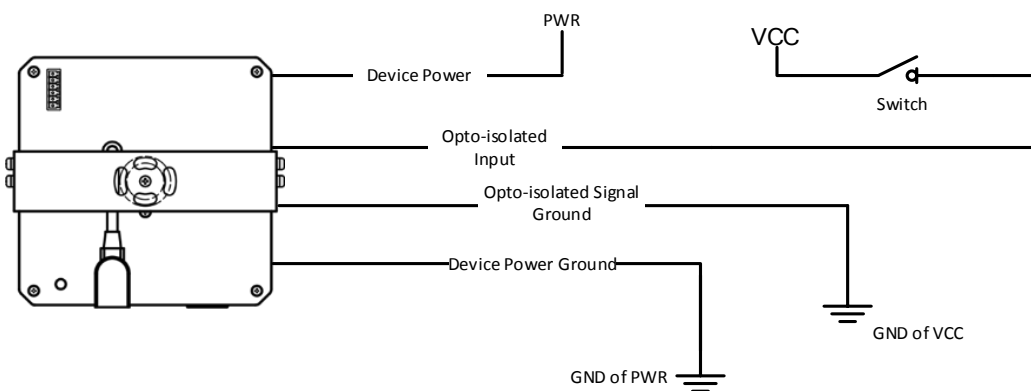 PWR
VCC
Device Power
Switch
Opto-isolated
Input
Opto-isolated Signal
Ground
Device Power Ground
GND of VCC
GND of PWR